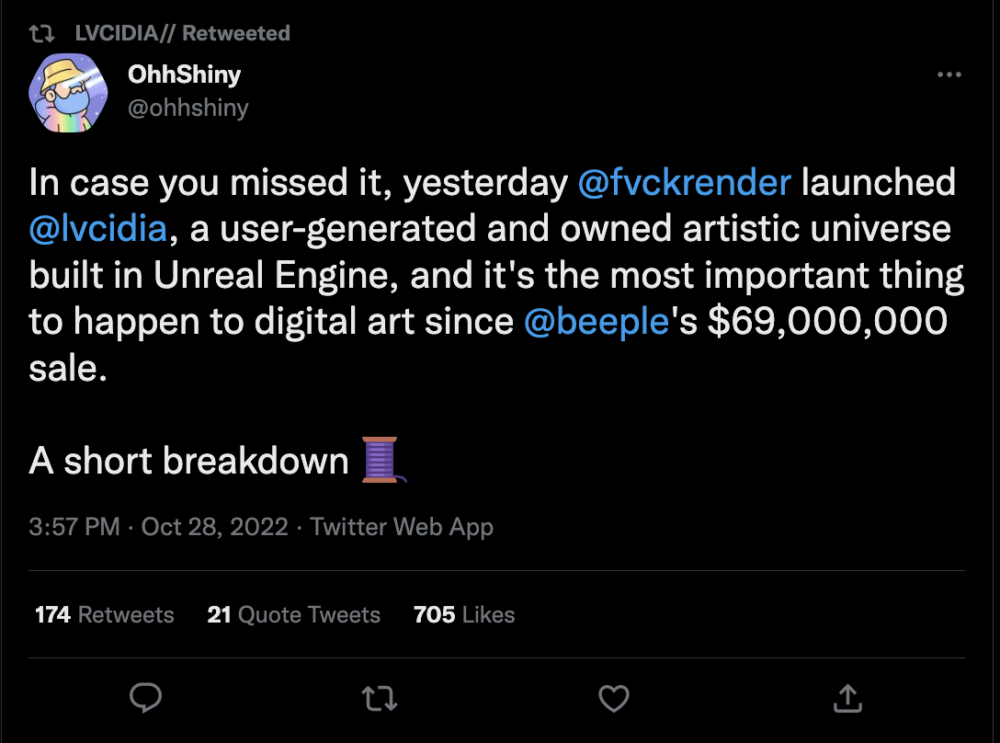 LVCIDIA// Retweeted
OhhShiny
@ohhshiny
In case you missed it, yesterday @fvckrender launched
@lvcidia, a user-generated and owned artistic universe
built in Unreal Engine, and it's the most important thing
to happen to digital art since @beeple's $69,000,000
sale.
A short breakdown 🧵
3:57 PM · Oct 28, 2022 · Twitter Web App
174 Retweets 21 Quote Tweets 705 Likes